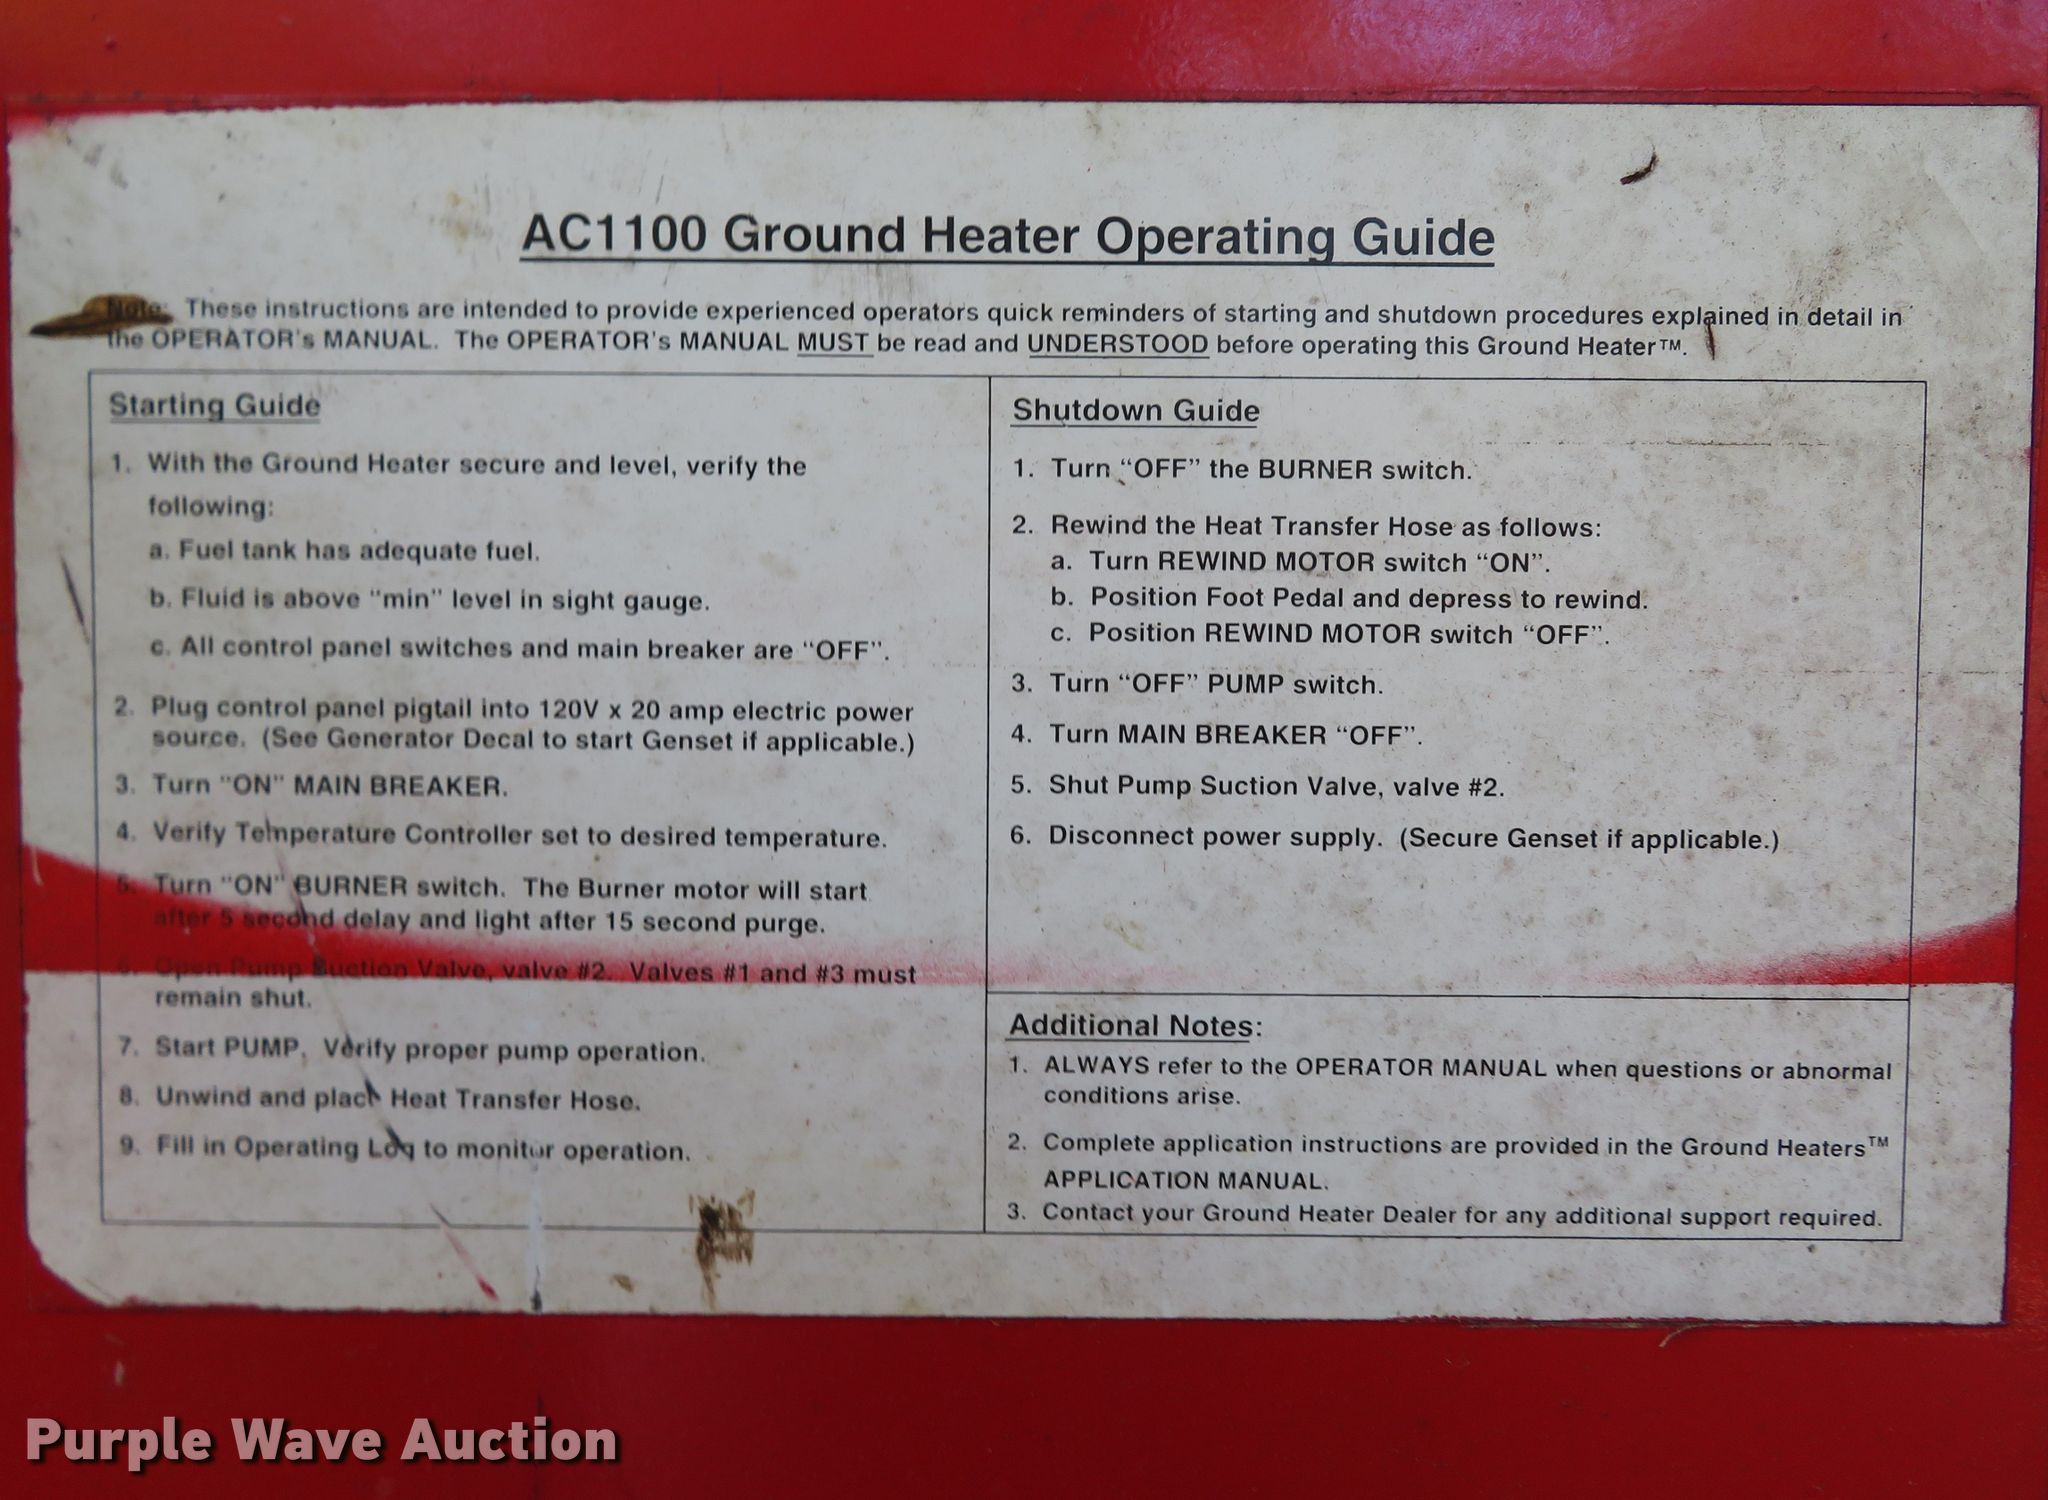 AC1100 Ground Heater Operating Guide
Note: These instructions are intended to provide experienced operators quick reminders of starting and shutdown procedures explained in detail in
the OPERATOR's MANUAL. The OPERATOR's MANUAL MUST be read and UNDERSTOOD before operating this Ground Heater™.
Starting Guide
1. With the Ground Heater secure and level, verify the
following:
a. Fuel tank has adequate fuel.
b. Fluid is above "min" level in sight gauge.
c. All control panel switches and main breaker are "OFF".
2. Plug control panel pigtail into 120V x 20 amp electric power
source. (See Generator Decal to start Genset if applicable.)
3. Turn "ON" MAIN BREAKER.
4. Verify Temperature Controller set to desired temperature.
5. Turn "ON" BURNER switch. The Burner motor will start
after 5 second delay and light after 15 second purge.
6. Open Pump Suction Valve, valve #2. Valves #1 and #3 must
remain shut.
7. Start PUMP. Verify proper pump operation.
8. Unwind and place Heat Transfer Hose.
9. Fill in Operating Log to monitor operation.
Shutdown Guide
1. Turn "OFF" the BURNER switch.
2. Rewind the Heat Transfer Hose as follows:
a. Turn REWIND MOTOR switch "ON".
b. Position Foot Pedal and depress to rewind.
c. Position REWIND MOTOR switch "OFF".
3. Turn "OFF" PUMP switch.
4. Turn MAIN BREAKER "OFF".
5. Shut Pump Suction Valve, valve #2.
6. Disconnect power supply. (Secure Genset if applicable.)
Additional Notes:
1. ALWAYS refer to the OPERATOR MANUAL when questions or abnormal
conditions arise.
2. Complete application instructions are provided in the Ground Heaters™
APPLICATION MANUAL.
3. Contact your Ground Heater Dealer for any additional support required.
Purple Wave Auction